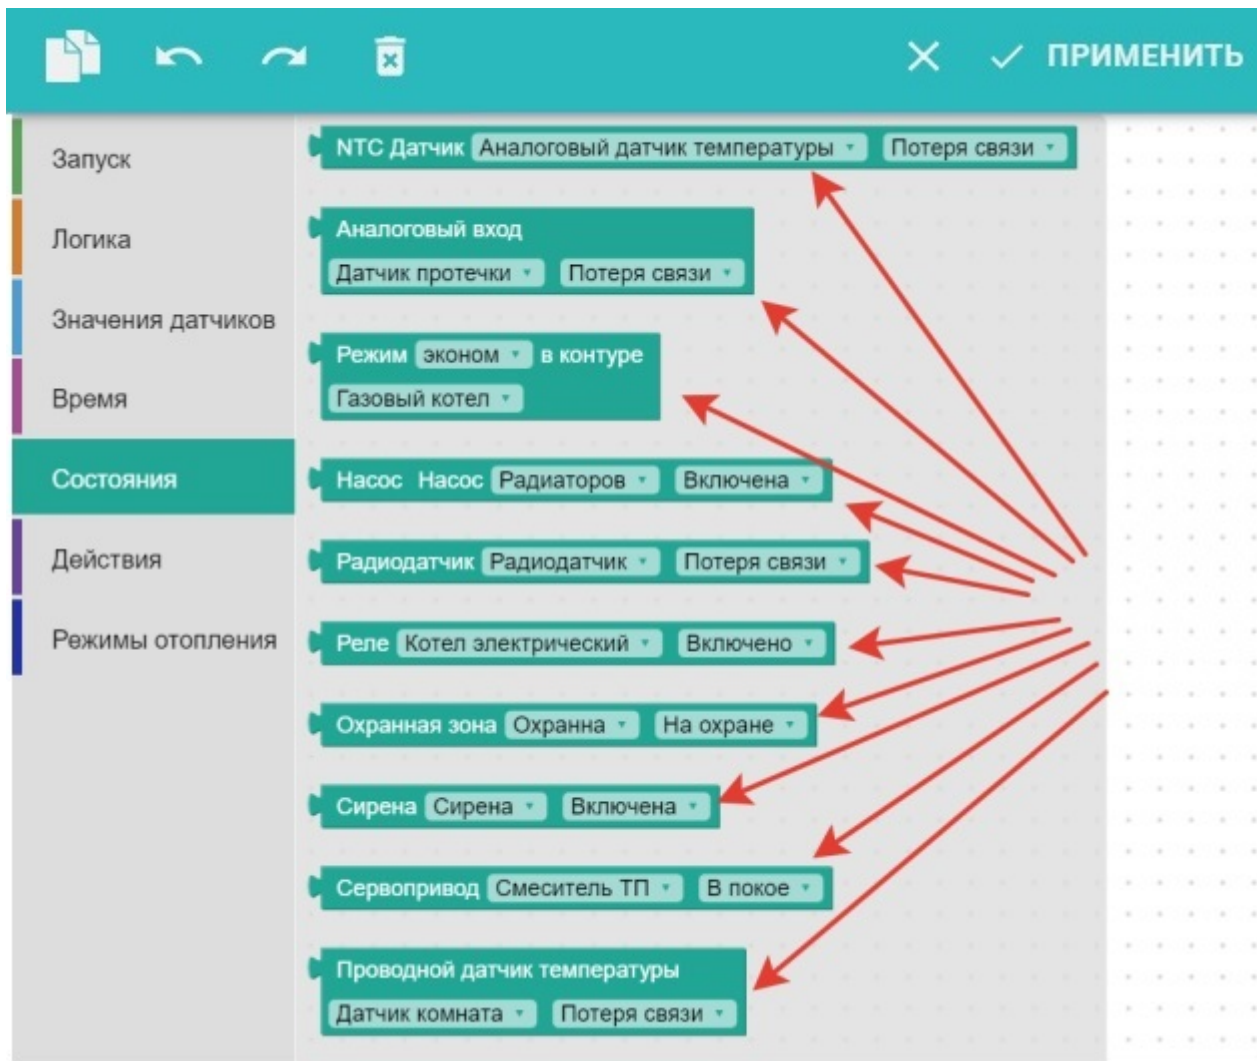 ПРИМЕНИТЬ
Запуск
Логика
Значения датчиков
Время
Состояния
Действия
Режимы отопления
NTC Датчик Аналоговый датчик температуры Потеря связи
Аналоговый вход
Датчик протечки Потеря связи
Режим эконом в контуре
Газовый котел
Насос Насос Радиаторов Включена
Радиодатчик Радиодатчик Потеря связи
Реле Котел электрический Включено
Охранная зона Охранна На охране
Сирена Сирена Включена
Сервопривод Смеситель ТП В покое
Проводной датчик температуры
Датчик комната Потеря связи